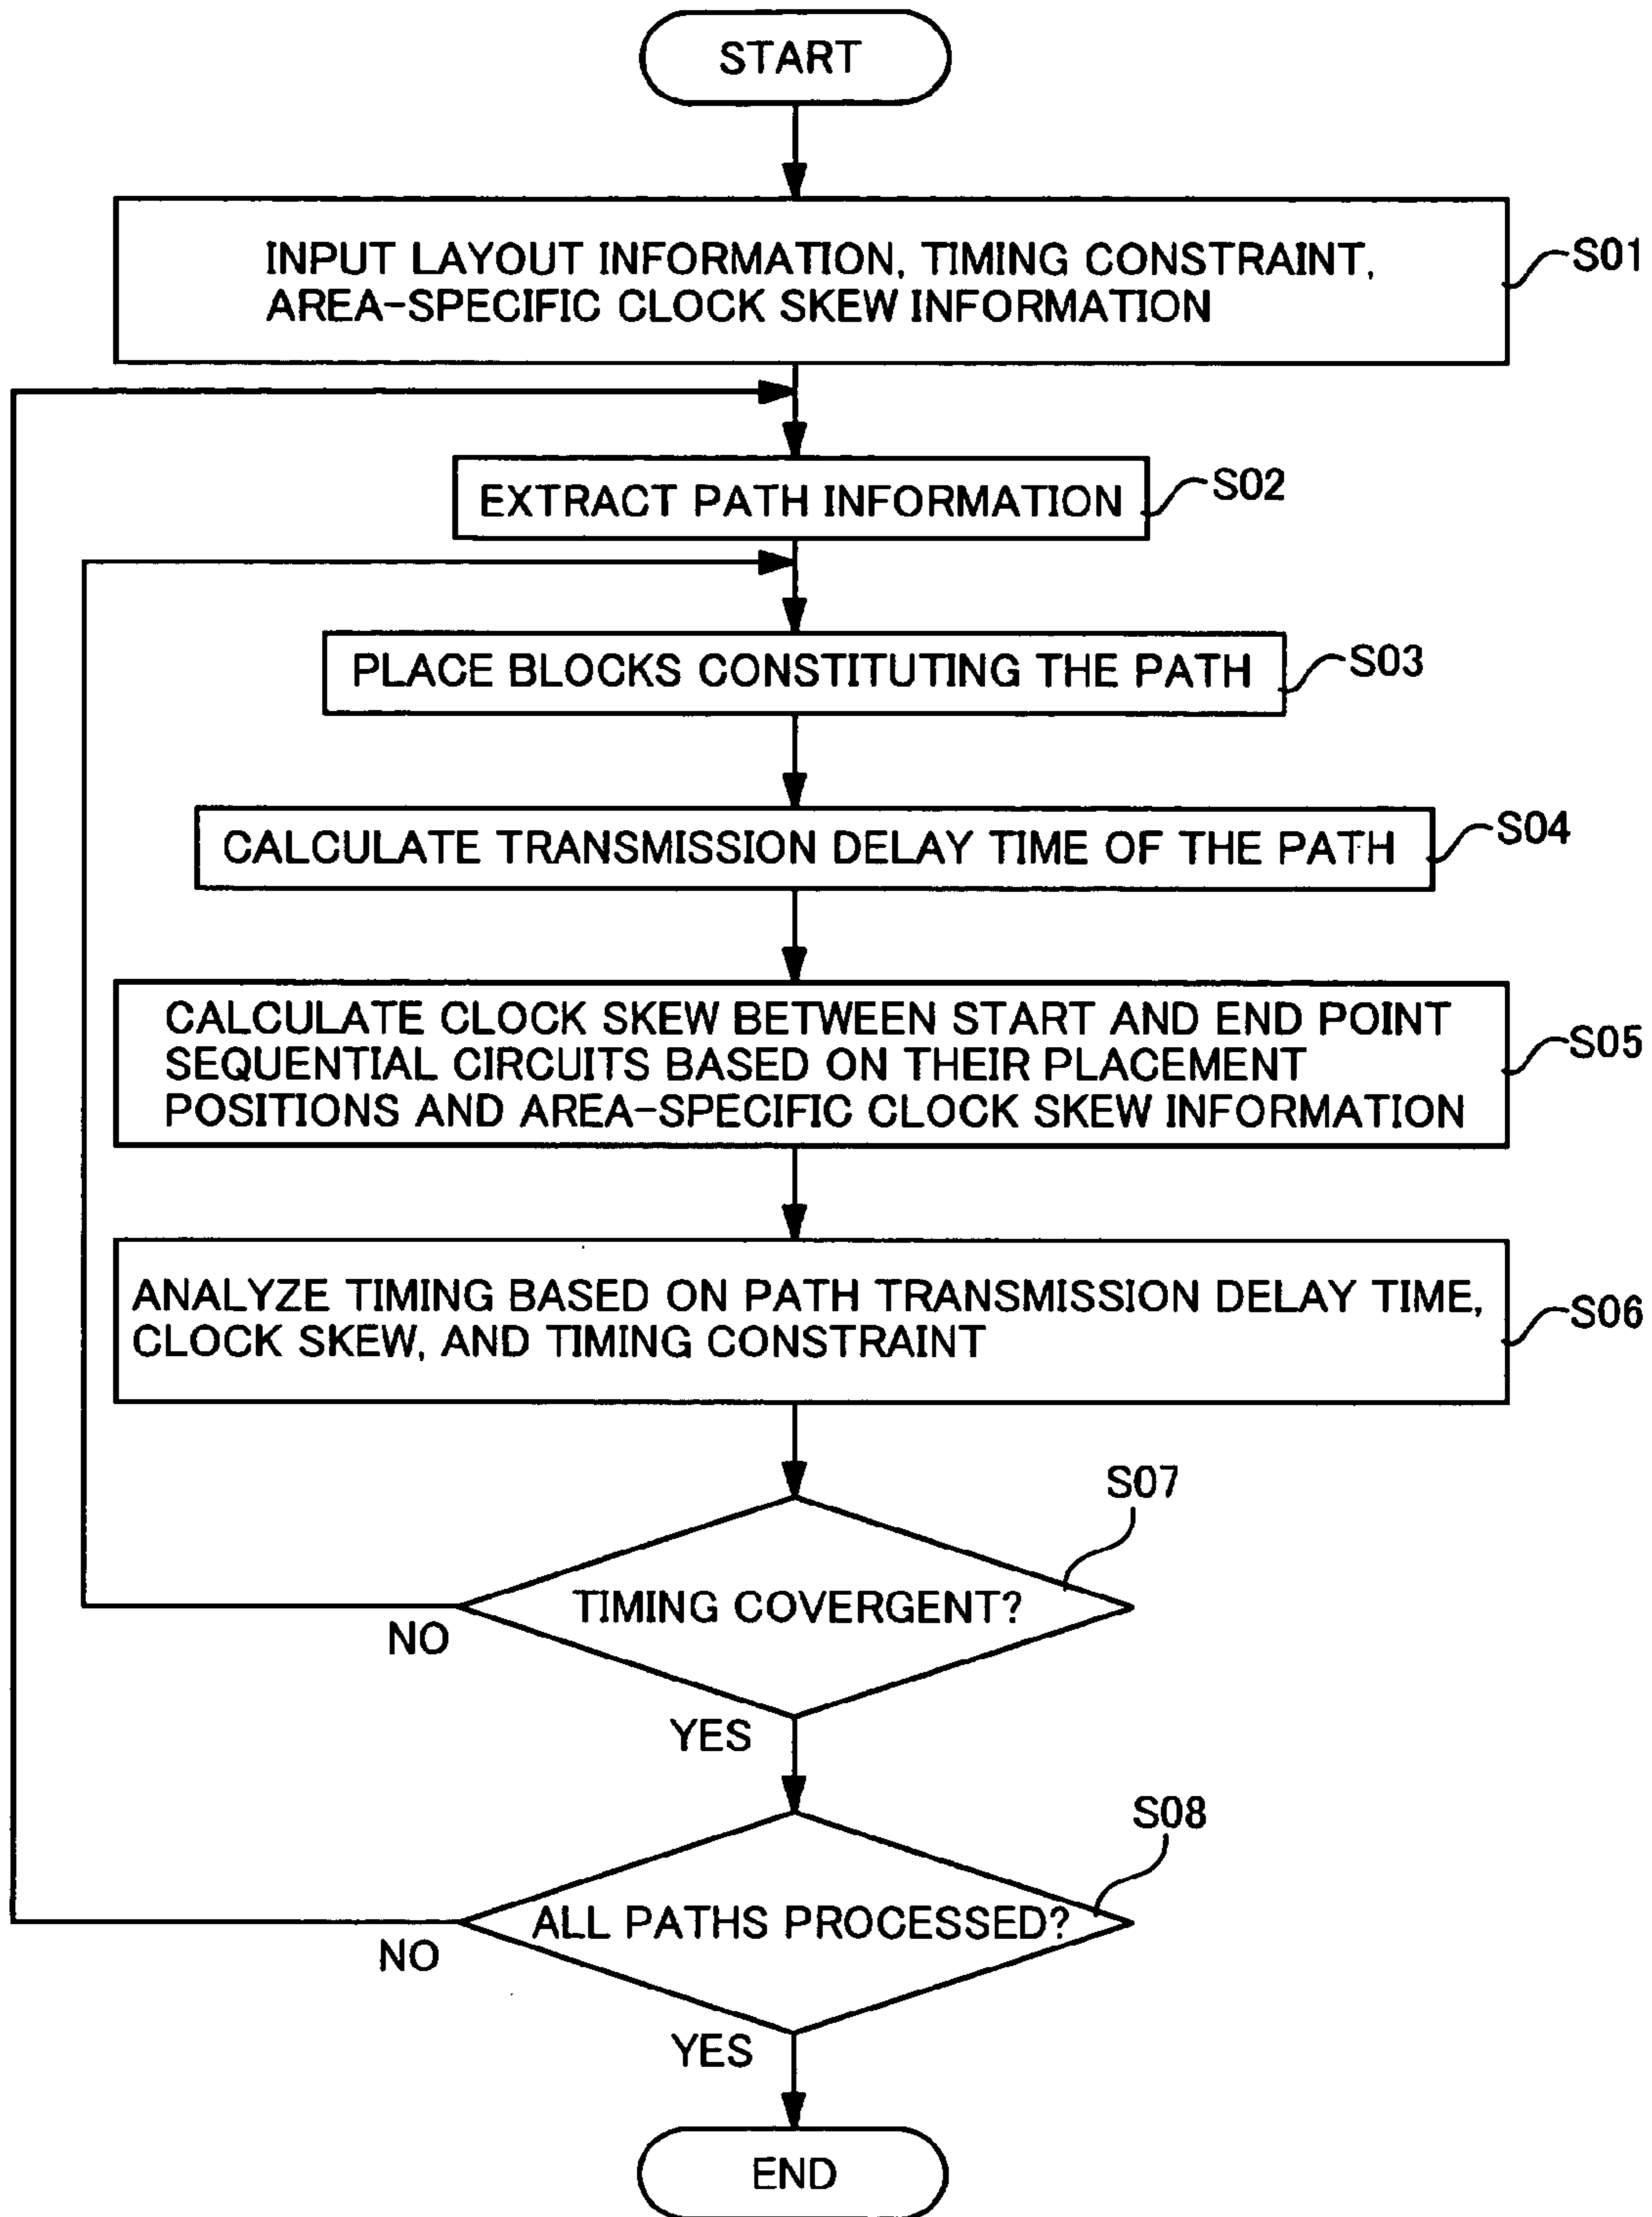 START
INPUT LAYOUT INFORMATION, TIMING CONSTRAINT,
AREA-SPECIFIC CLOCK SKEW INFORMATION
S01
EXTRACT PATH INFORMATION
S02
PLACE BLOCKS CONSTITUTING THE PATH
S03
CALCULATE TRANSMISSION DELAY TIME OF THE PATH
S04
CALCULATE CLOCK SKEW BETWEEN START AND END POINT
SEQUENTIAL CIRCUITS BASED ON THEIR PLACEMENT
POSITIONS AND AREA-SPECIFIC CLOCK SKEW INFORMATION
S05
ANALYZE TIMING BASED ON PATH TRANSMISSION DELAY TIME,
CLOCK SKEW, AND TIMING CONSTRAINT
S06
S07
TIMING COVERGENT?
NO
YES
S08
ALL PATHS PROCESSED?
NO
YES
END